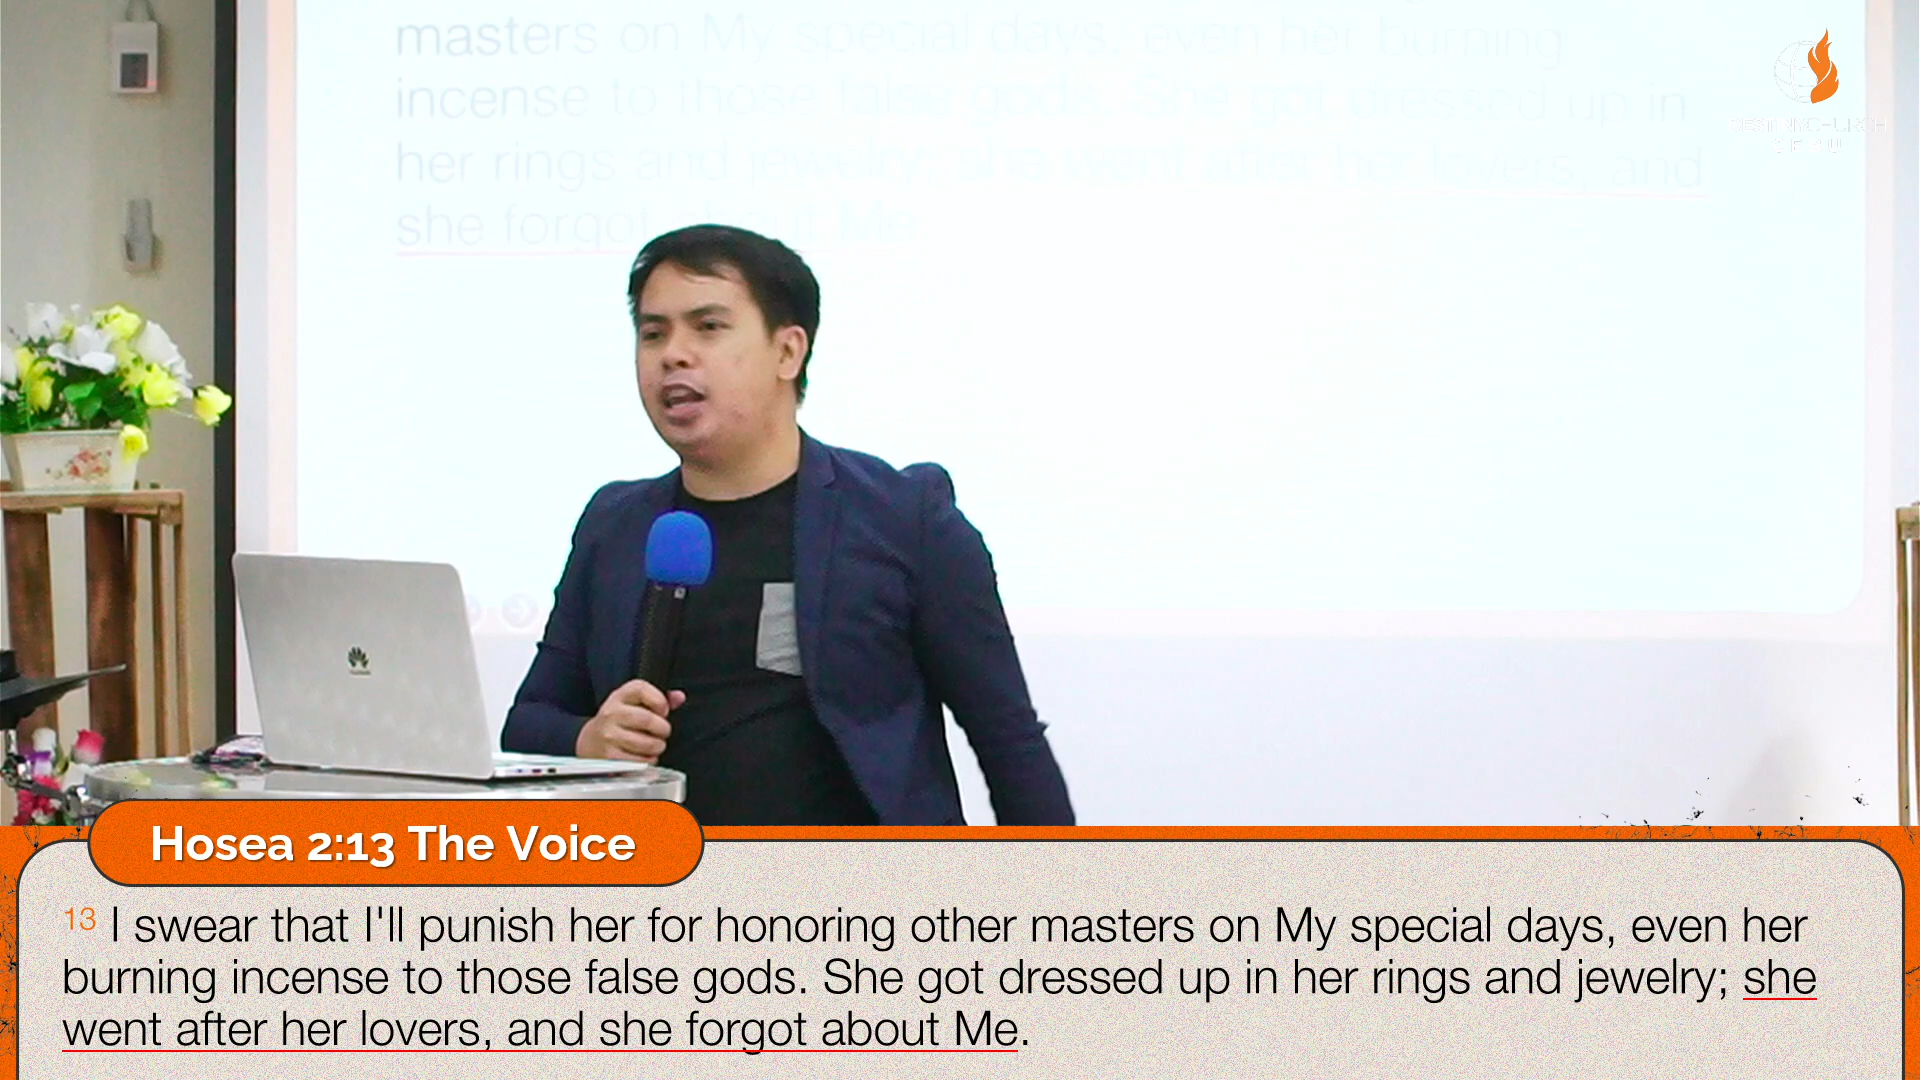 masters on My special days, even her burning
incense to those false gods. She got dressed up in
her rings and jewelry; she went after her lovers, and
she forgot about Me
Hosea 2:13 The Voice
13 I swear that I'll punish her for honoring other masters on My special days, even her
burning incense to those false gods. She got dressed up in her rings and jewelry; she
went after her lovers, and she forgot about Me.